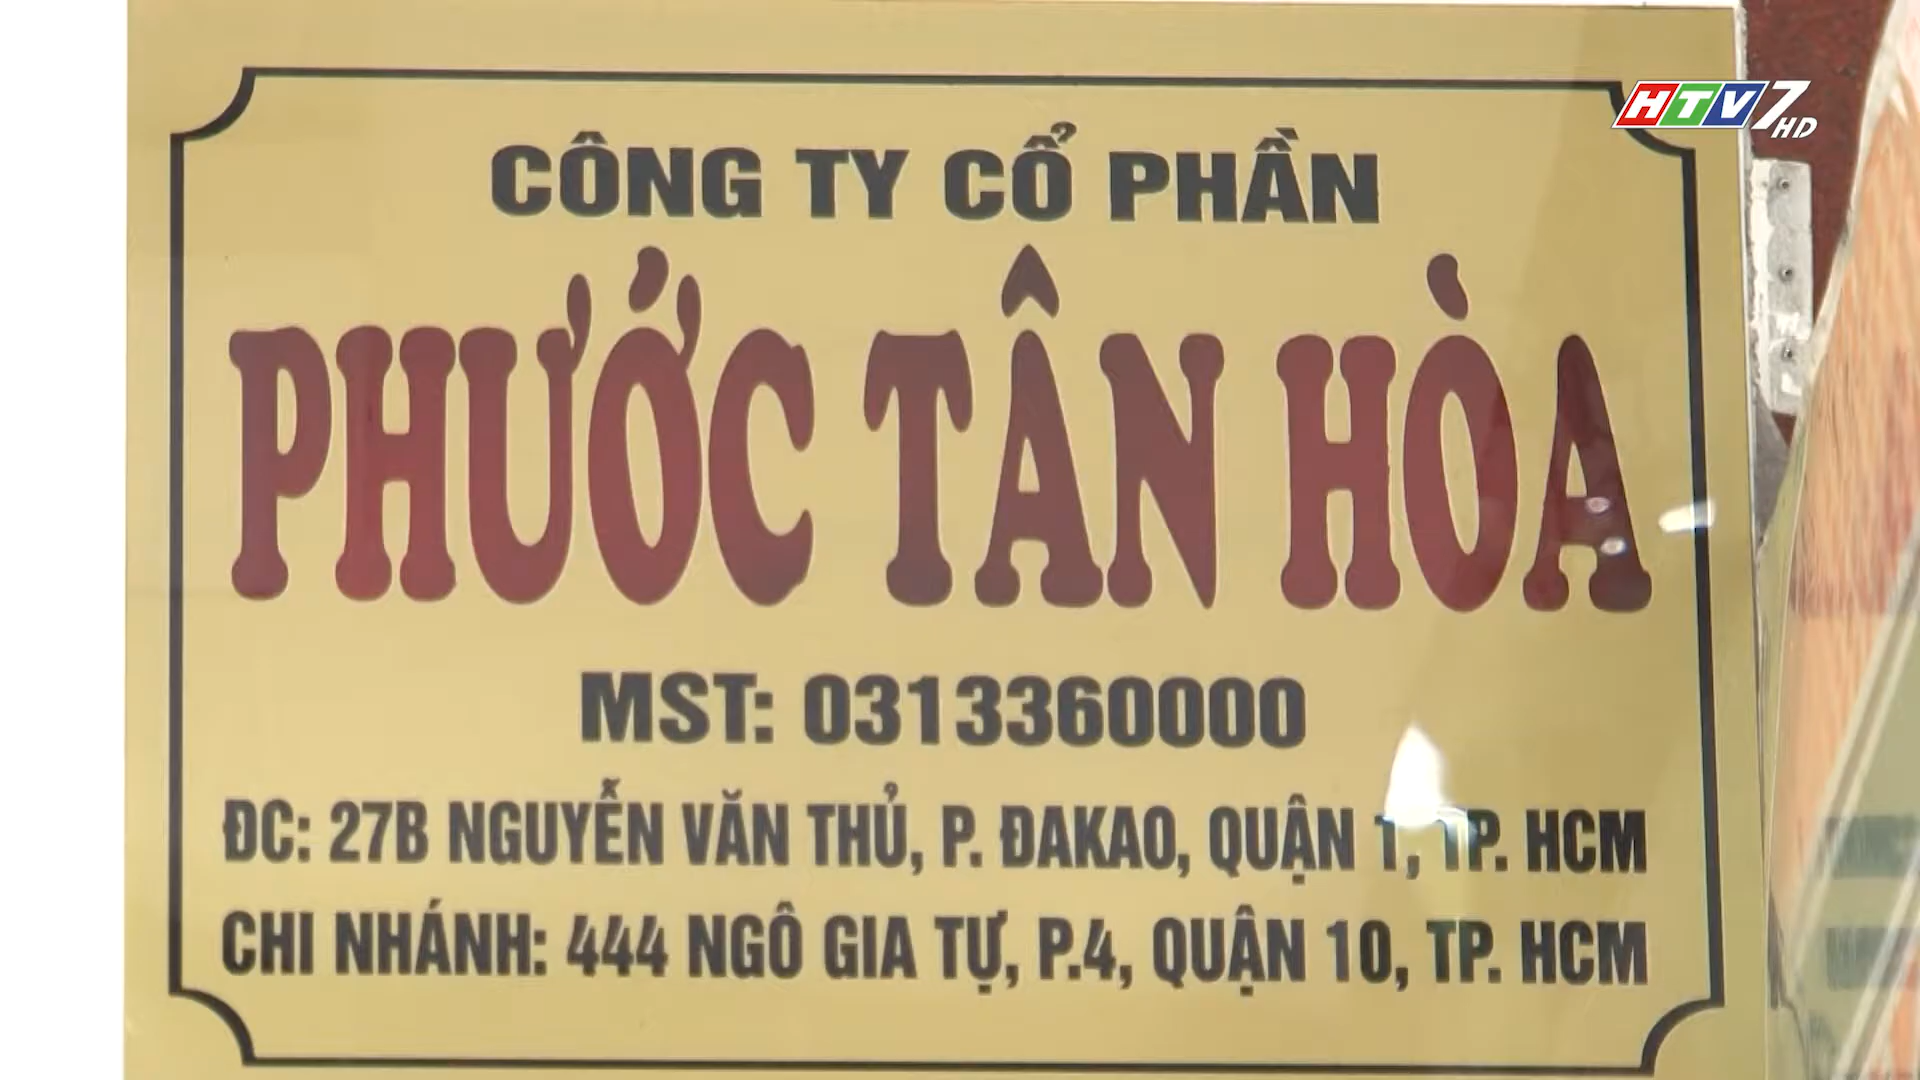 HTV7 HD
CÔNG TY CỔ PHẦN
PHƯỚC TÂN HÒA
MST: 0313360000
ĐC: 27B NGUYỄN VĂN THỦ, P. ĐAKAO, QUẬN 1, TP. HCM
CHI NHÁNH: 444 NGÔ GIA TỰ, P.4, QUẬN 10, TP. HCM